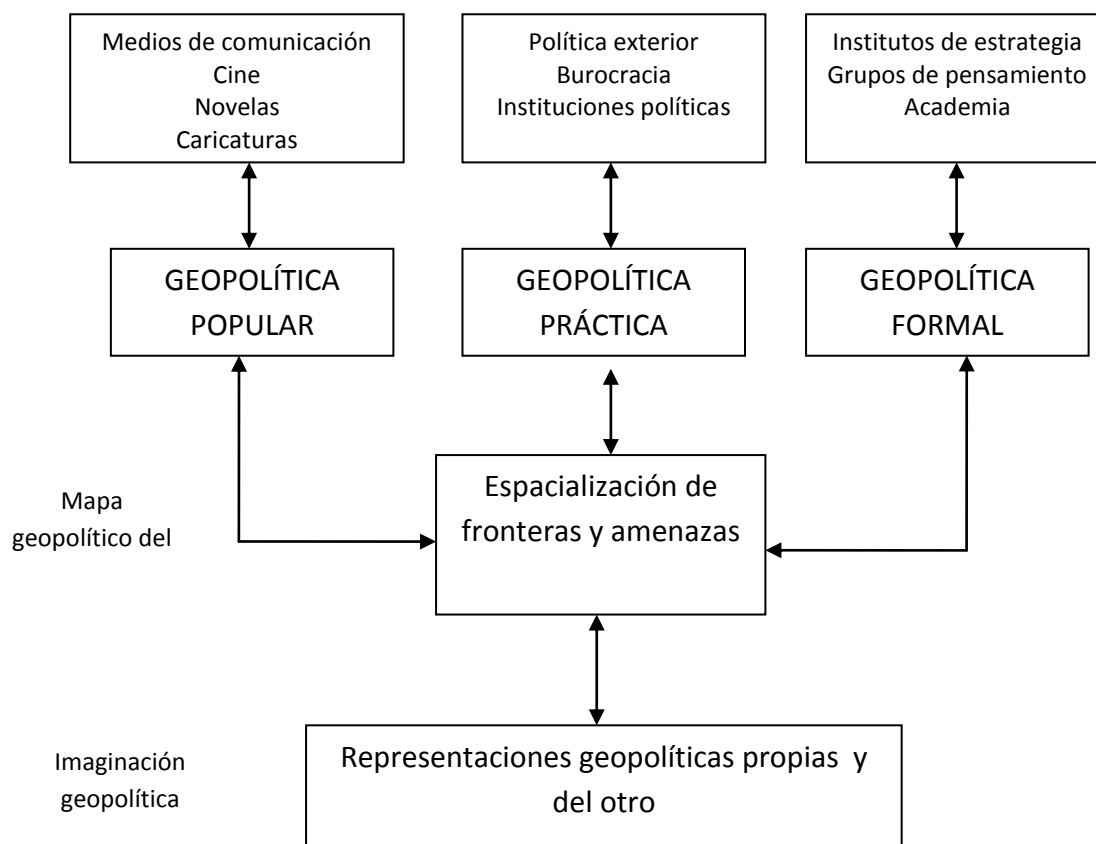 Medios de comunicación
Cine
Novelas
Caricaturas
Política exterior
Burocracia
Instituciones políticas
Institutos de estrategia
Grupos de pensamiento
Academia
GEOPOLÍTICA
POPULAR
GEOPOLÍTICA
PRÁCTICA
GEOPOLÍTICA
FORMAL
Mapa
geopolítico del
Espacialización de
fronteras y amenazas
Imaginación
geopolítica
Representaciones geopolíticas propias y
del otro